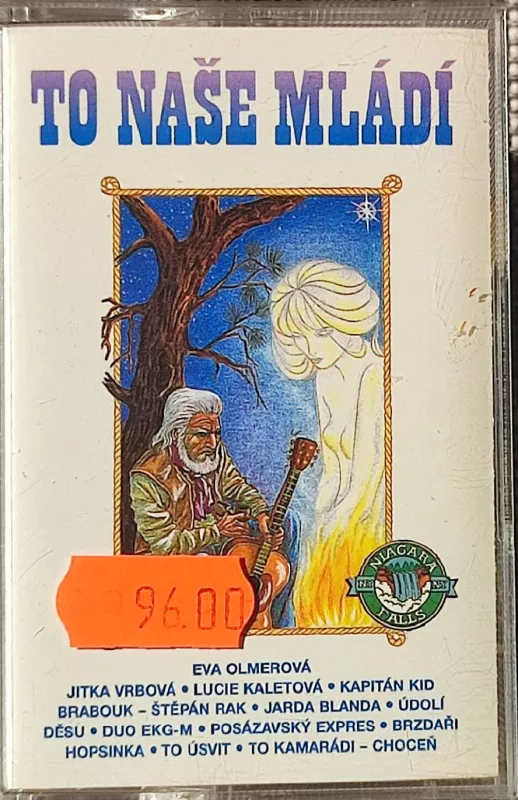 TO NAŠE MLÁDÍ
NIAGARA
FALLS
96.00
EVA OLMEROVÁ
JITKA VRBOVÁ • LUCIE KALETOVÁ • KAPITÁN KID
BRABOUK – ŠTĚPÁN RAK • JARDA BLANDA • ÚDOLÍ
DĚSU • DUO EKG-M • POSÁZAVSKÝ EXPRES • BRZDAŘI
HOPSINKA • TO ÚSVIT • TO KAMARÁDI – CHOCEŇ